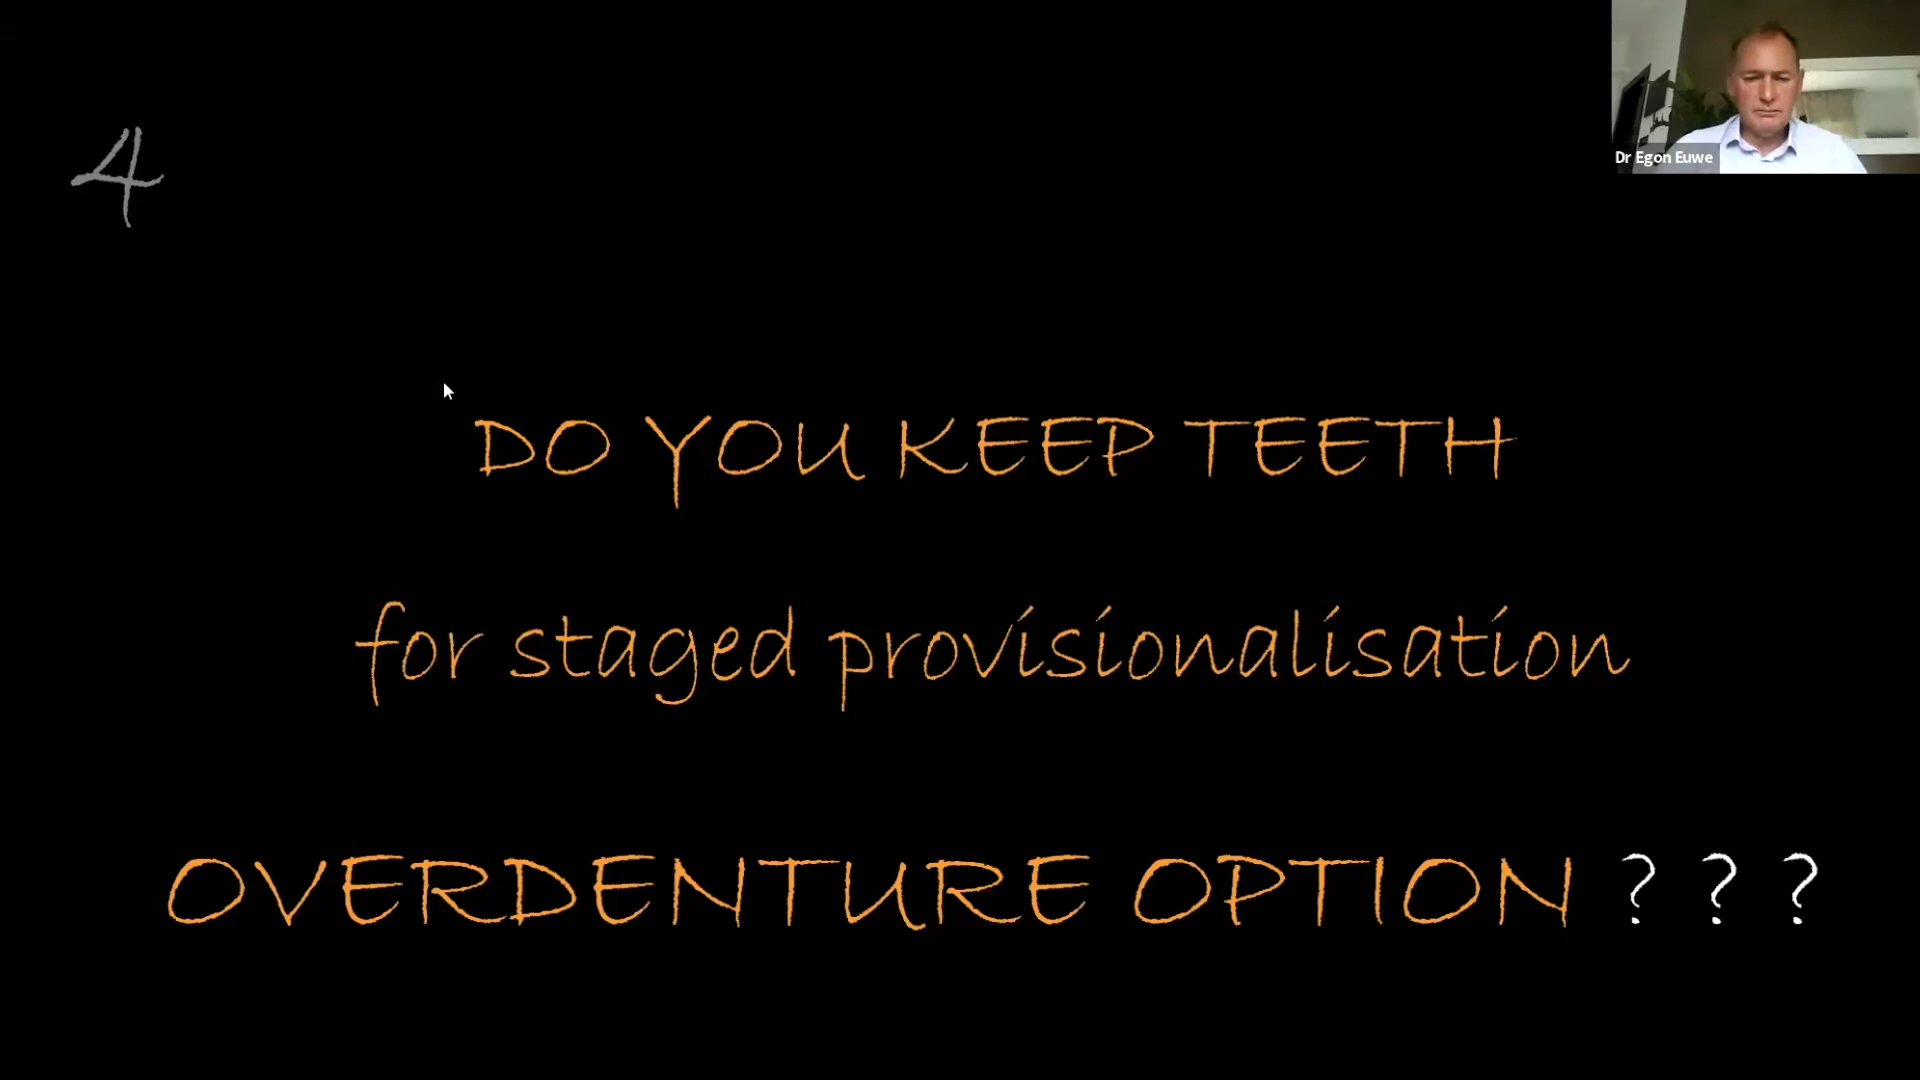 Dr Egon Euwe
4
DO YOU KEEP TEETH
for staged provisionalisation
OVERDENTURE OPTION ? ? ?